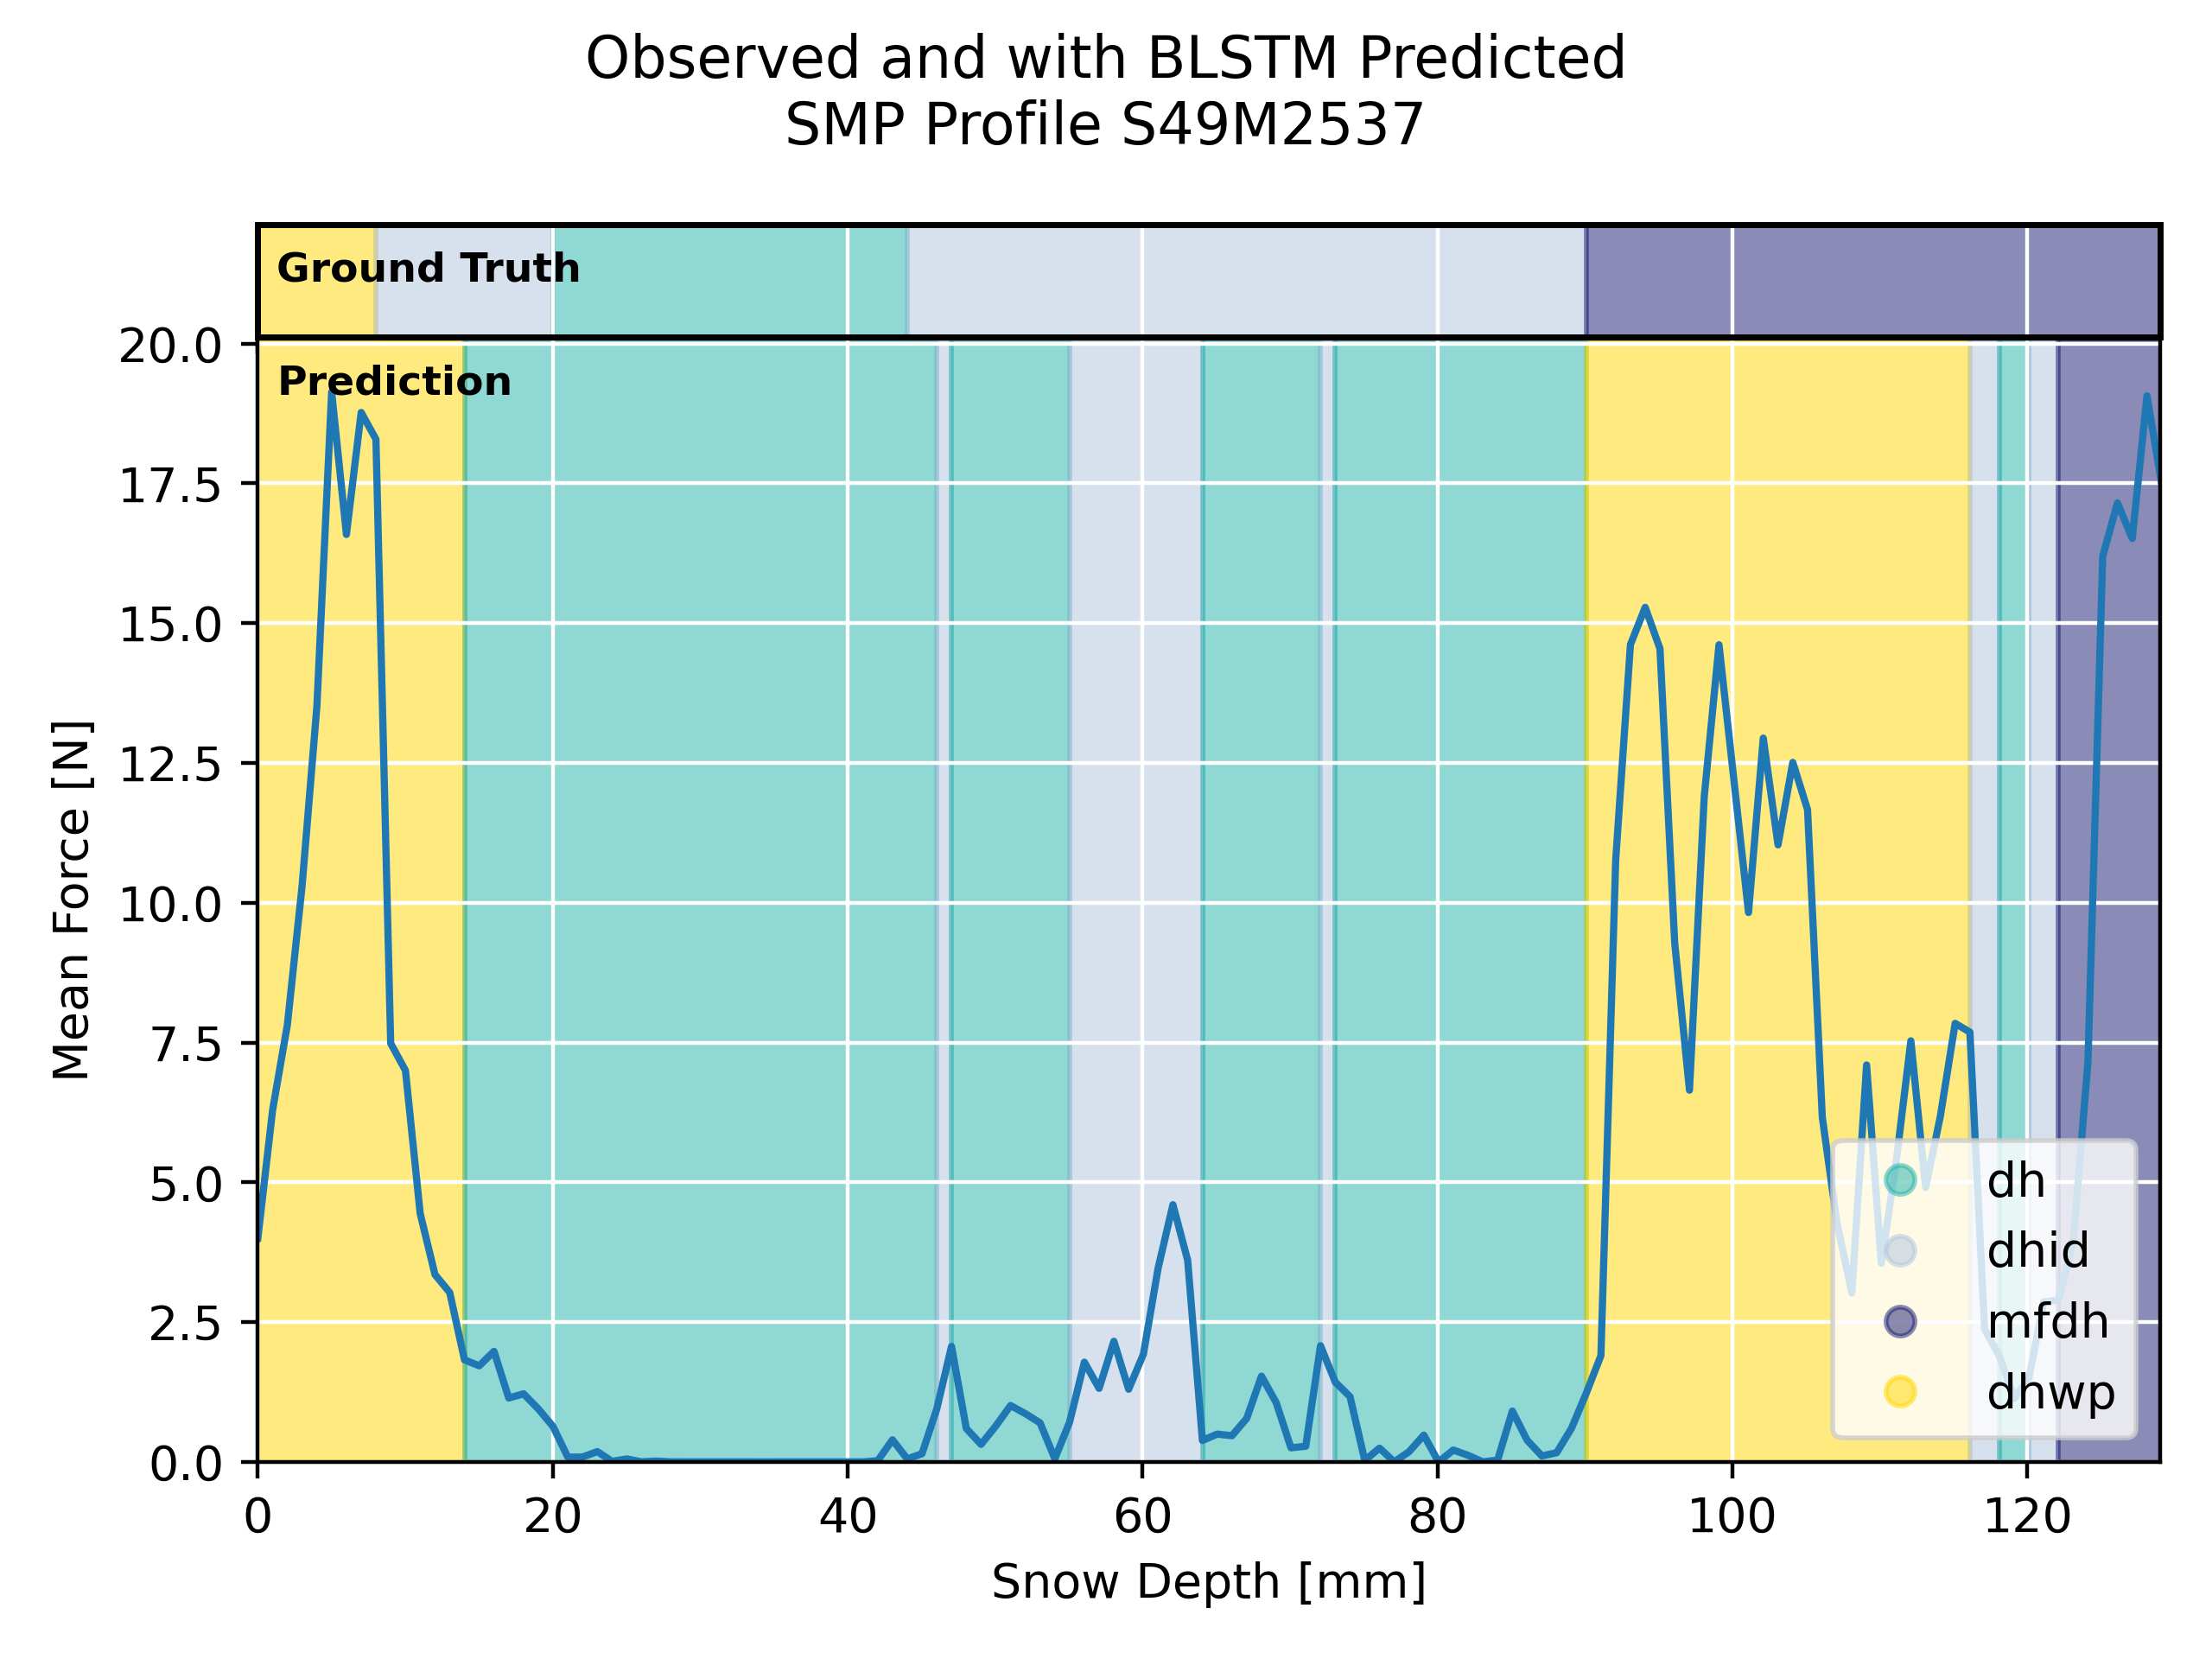 Observed and with BLSTM Predicted
SMP Profile S49M2537
Ground Truth
Prediction
20.0
17.5
15.0
12.5
10.0
7.5
5.0
2.5
0.0
Mean Force [N]
dh
dhid
mfdh
dhwp
0 20 40 60 80 100 120
Snow Depth [mm]